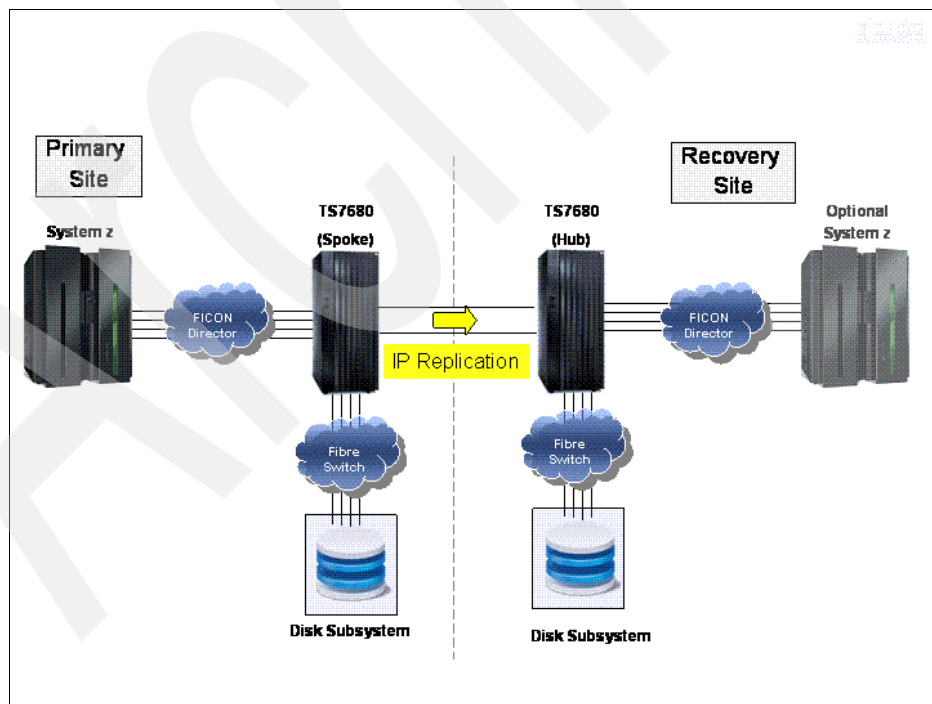 Primary
Site
Recovery
Site
System z
TS7680
(Spoke)
TS7680
(Hub)
Optional
System z
FICON
Director
FICON
Director
IP Replication
Fibre
Switch
Fibre
Switch
Disk Subsystem
Disk Subsystem